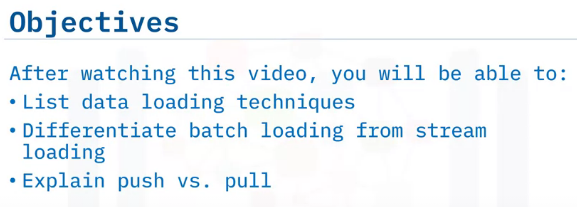 Objectives
After watching this video, you will be able to:
• List data loading techniques
• Differentiate batch loading from stream
loading
• Explain push vs. pull